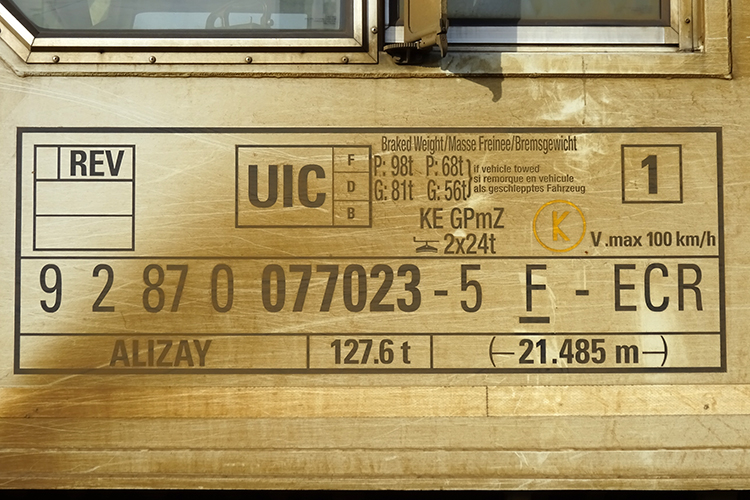 REV
UIC
F
D
B
Braked Weight/Masse Freinee/Bremsgewicht
P: 98t P: 68t
G: 81t G: 56t
if vehicle towed
si remorque en vehicule
als geschlepptes Fahrzeug
KE GPmZ
2x24t
K
1
V.max 100 km/h
9 2 87 0 077023 - 5 F - ECR
ALIZAY 127.6 t 21.485 m